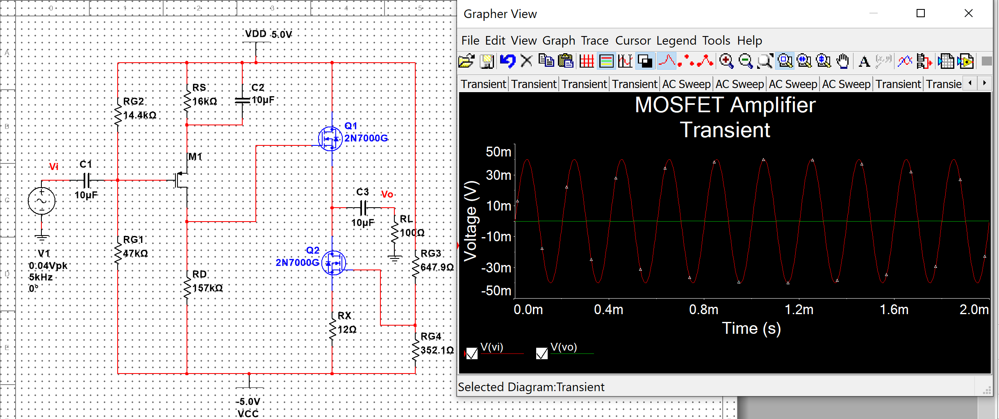 0 1 2 3 4 5
A
B
C
D
E
VDD 5.0V
RG2
14.4kΩ
RS
16kΩ
C2
10µF
Q1
2N7000G
M1
Vi
C1
10µF
C3
Vo
10µF
RL
100Ω
V1
0.04Vpk
5kHz
0°
RG1
47kΩ
RD
157kΩ
Q2
2N7000G
RG3
647.9Ω
RX
12Ω
RG4
352.1Ω
-5.0V
VCC
Grapher View
File Edit View Graph Trace Cursor Legend Tools Help
A
Transient Transient Transient Transient AC Sweep AC Sweep AC Sweep AC Sweep Transient Transie
MOSFET Amplifier
Transient
Voltage (V)
50m
30m
10m
-10m
-30m
-50m
0.0m 0.4m 0.8m 1.2m 1.6m 2.0m
Time (s)
V(vi) V(vo)
Selected Diagram:Transient